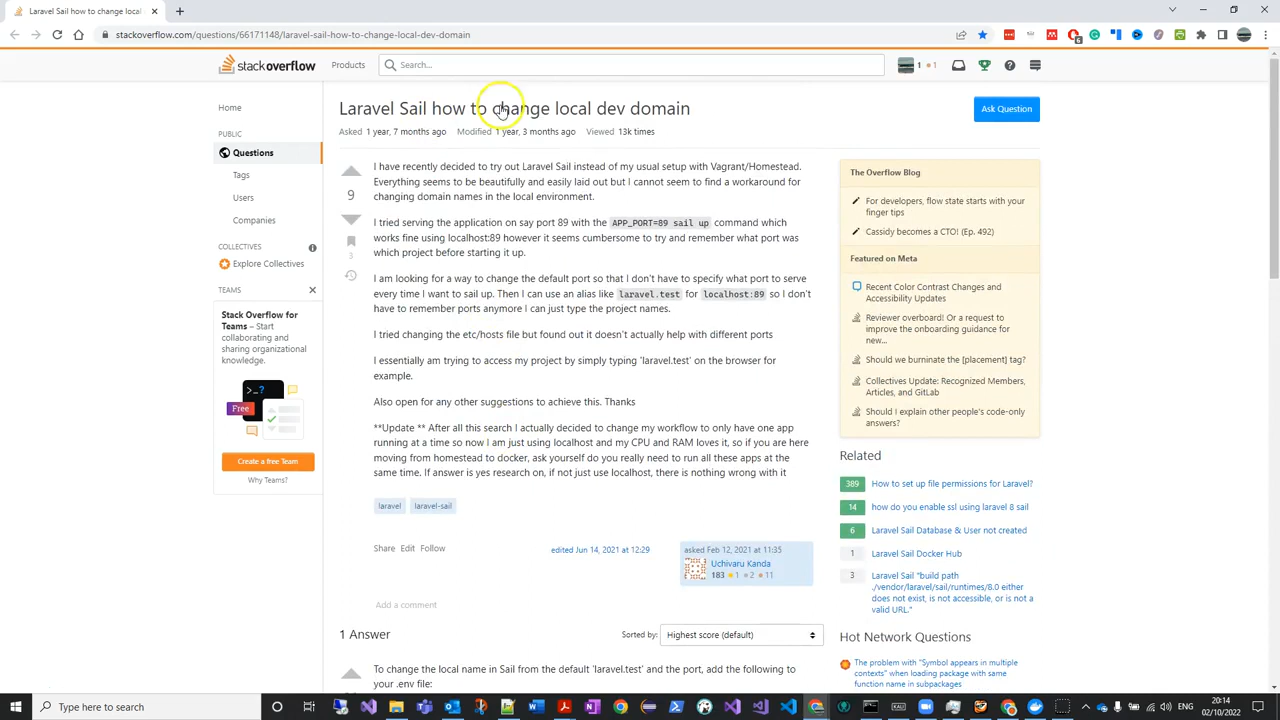 Laravel Sail how to change local
stackoverflow.com/questions/66171148/laravel-sail-how-to-change-local-dev-domain
6
stackoverflow
Products
Search...
1
1
Home
PUBLIC
Questions
Tags
Users
Companies
COLLECTIVES
Explore Collectives
TEAMS
Stack Overflow for
Teams – Start
collaborating and
sharing organizational
knowledge.
Free
Create a free Team
Why Teams?
Laravel Sail how to change local dev domain
Ask Question
Asked 1 year, 7 months ago Modified 1 year, 3 months ago Viewed 13k times
9
3
I have recently decided to try out Laravel Sail instead of my usual setup with Vagrant/Homestead.
Everything seems to be beautifully and easily laid out but I cannot seem to find a workaround for
changing domain names in the local environment.
I tried serving the application on say port 89 with the APP_PORT=89 sail up command which
works fine using localhost:89 however it seems cumbersome to try and remember what port was
which project before starting it up.
I am looking for a way to change the default port so that I don't have to specify what port to serve
every time I want to sail up. Then I can use an alias like laravel.test for localhost:89 so I don't
have to remember ports anymore I can just type the project names.
I tried changing the etc/hosts file but found out it doesn't actually help with different ports
I essentially am trying to access my project by simply typing 'laravel.test' on the browser for
example.
Also open for any other suggestions to achieve this. Thanks
**Update ** After all this search I actually decided to change my workflow to only have one app
running at a time so now I am just using localhost and my CPU and RAM loves it, so if you are here
moving from homestead to docker, ask yourself do you really need to run all these apps at the
same time. If answer is yes research on, if not just use localhost, there is nothing wrong with it
laravel laravel-sail
Share Edit Follow
edited Jun 14, 2021 at 12:29
asked Feb 12, 2021 at 11:35
Uchivaru Kanda
183 1 2 11
Add a comment
1 Answer
Sorted by:
Highest score (default)
To change the local name in Sail from the default 'laravel.test' and the port, add the following to
your .env file:
The Overflow Blog
For developers, flow state starts with your
finger tips
Cassidy becomes a CTO! (Ep. 492)
Featured on Meta
Recent Color Contrast Changes and
Accessibility Updates
Reviewer overboard! Or a request to
improve the onboarding guidance for
new...
Should we burninate the [placement] tag?
Collectives Update: Recognized Members,
Articles, and GitLab
Should I explain other people's code-only
answers?
Related
389 How to set up file permissions for Laravel?
14 how do you enable ssl using laravel 8 sail
6 Laravel Sail Database & User not created
1 Laravel Sail Docker Hub
3 Laravel Sail "build path
./vendor/laravel/sail/runtimes/8.0 either
does not exist, is not accessible, or is not a
valid URL."
Hot Network Questions
The problem with "Symbol appears in multiple
contexts" when loading package with same
function name in subpackages
Type here to search
20:14
02/10/2022